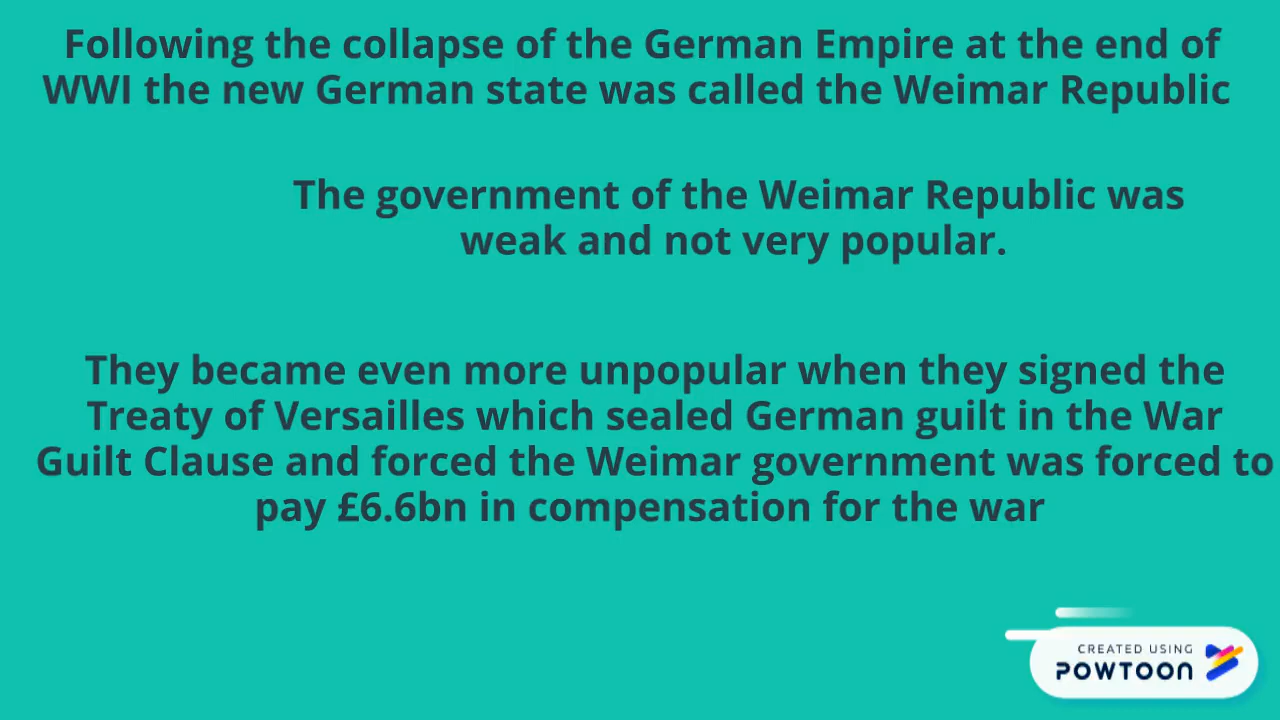 Following the collapse of the German Empire at the end of
WWI the new German state was called the Weimar Republic
The government of the Weimar Republic was
weak and not very popular.
They became even more unpopular when they signed the
Treaty of Versailles which sealed German guilt in the War
Guilt Clause and forced the Weimar government was forced to
pay £6.6bn in compensation for the war
CREATED USING
POWTOON